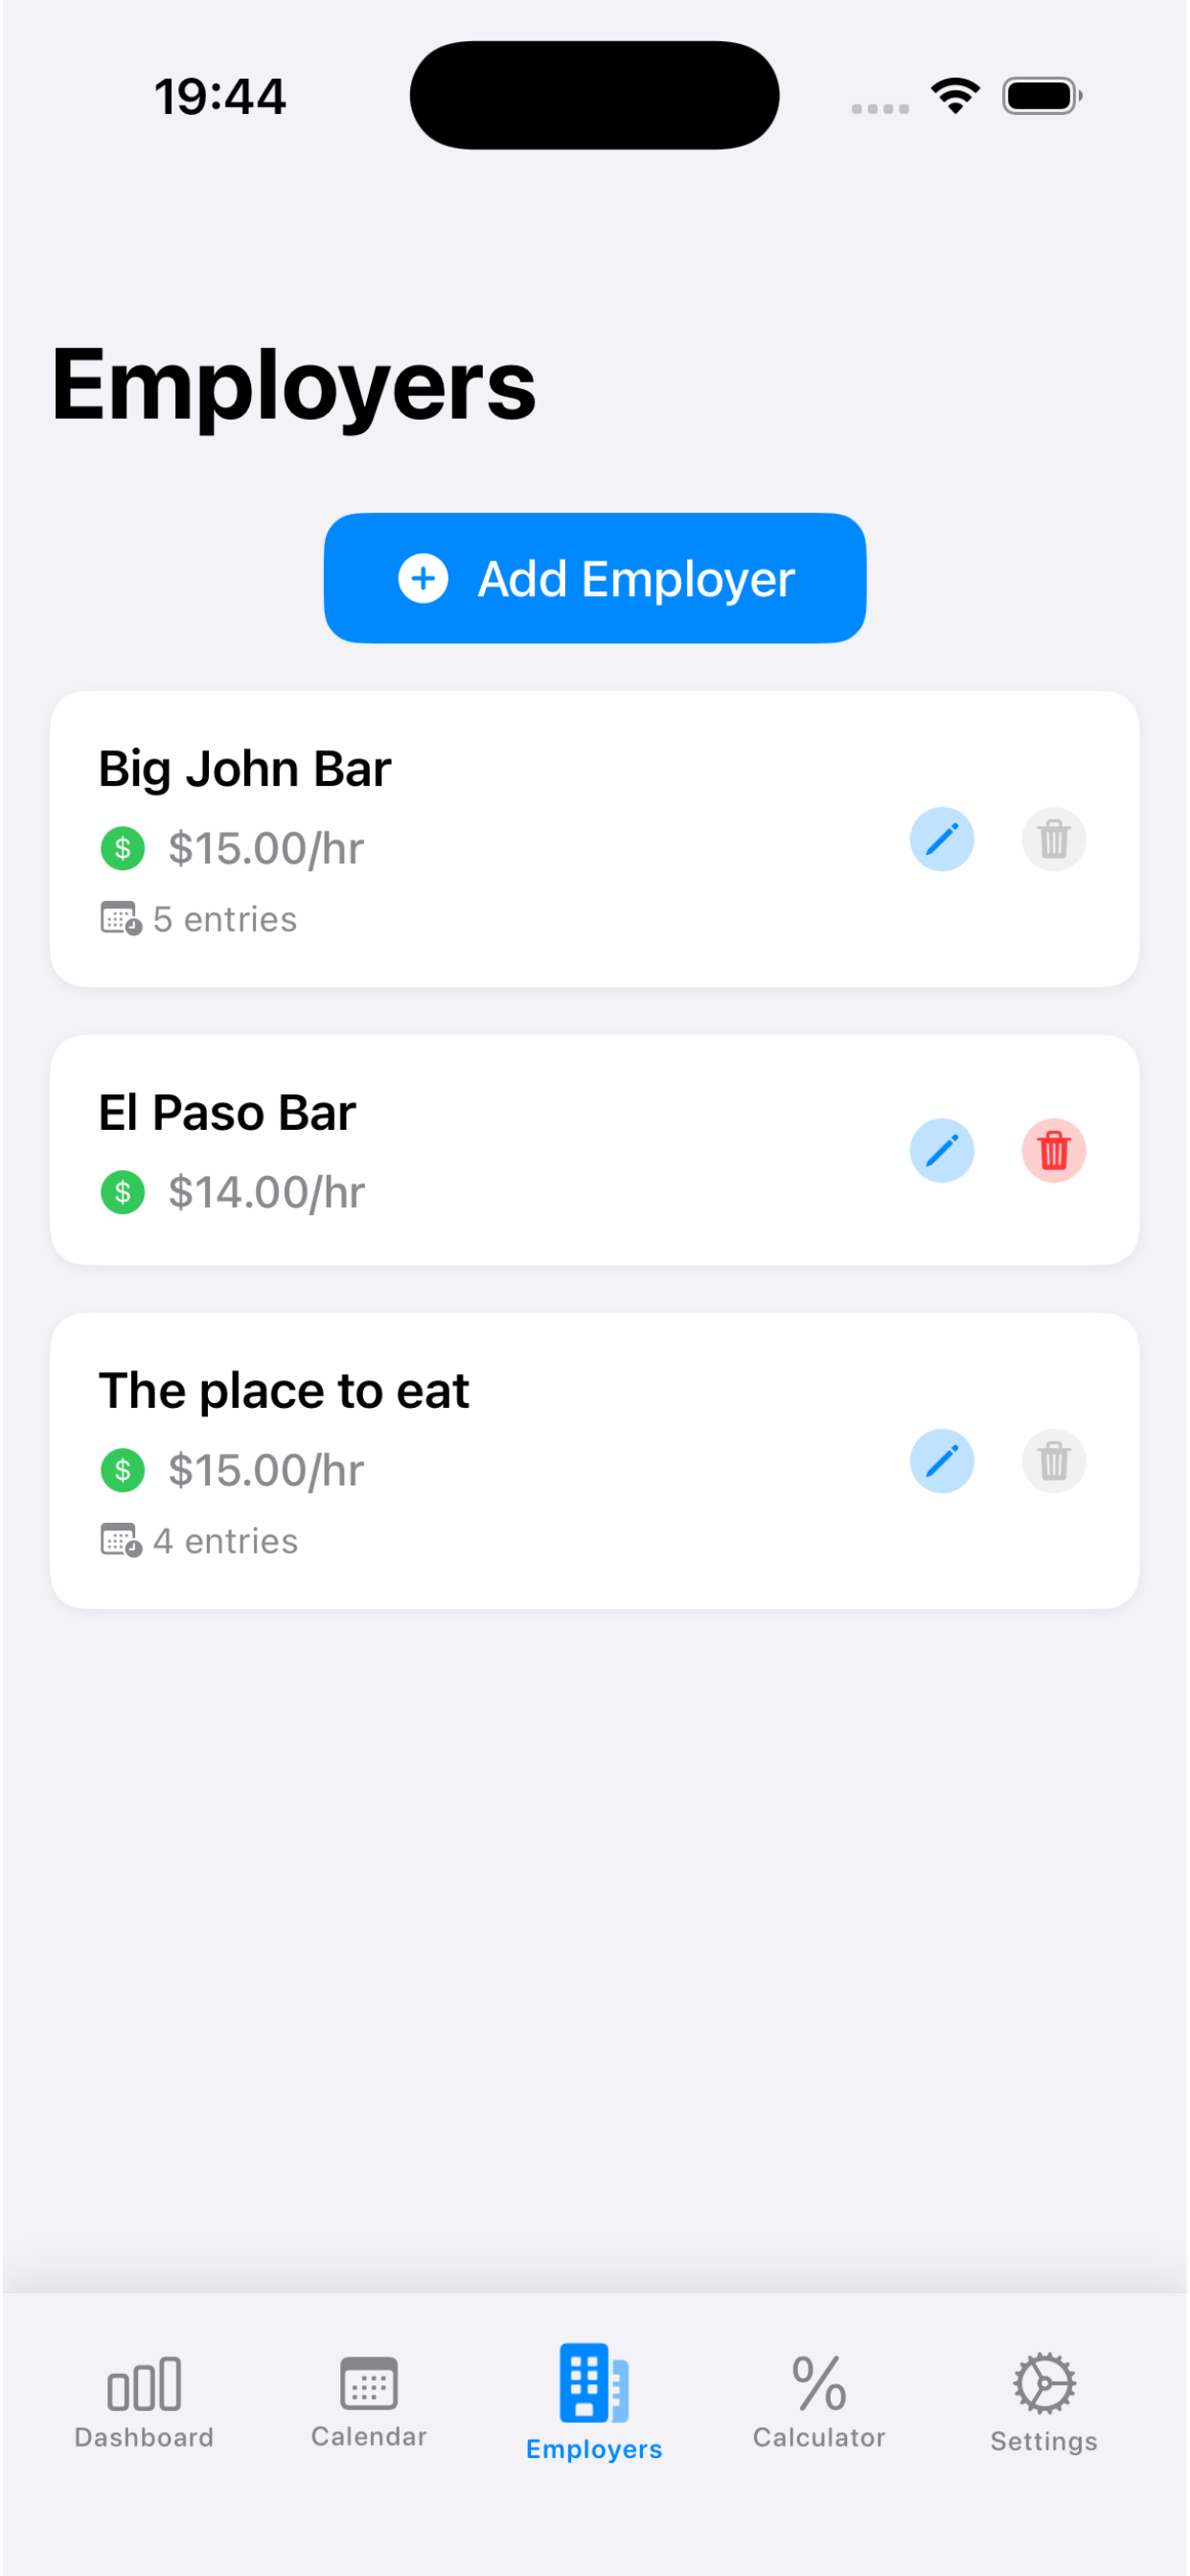 19:44
Employers
Add Employer
Big John Bar
$ $15.00/hr
5 entries
El Paso Bar
$ $14.00/hr
The place to eat
$ $15.00/hr
4 entries
Dashboard
Calendar
Employers
Calculator
Settings